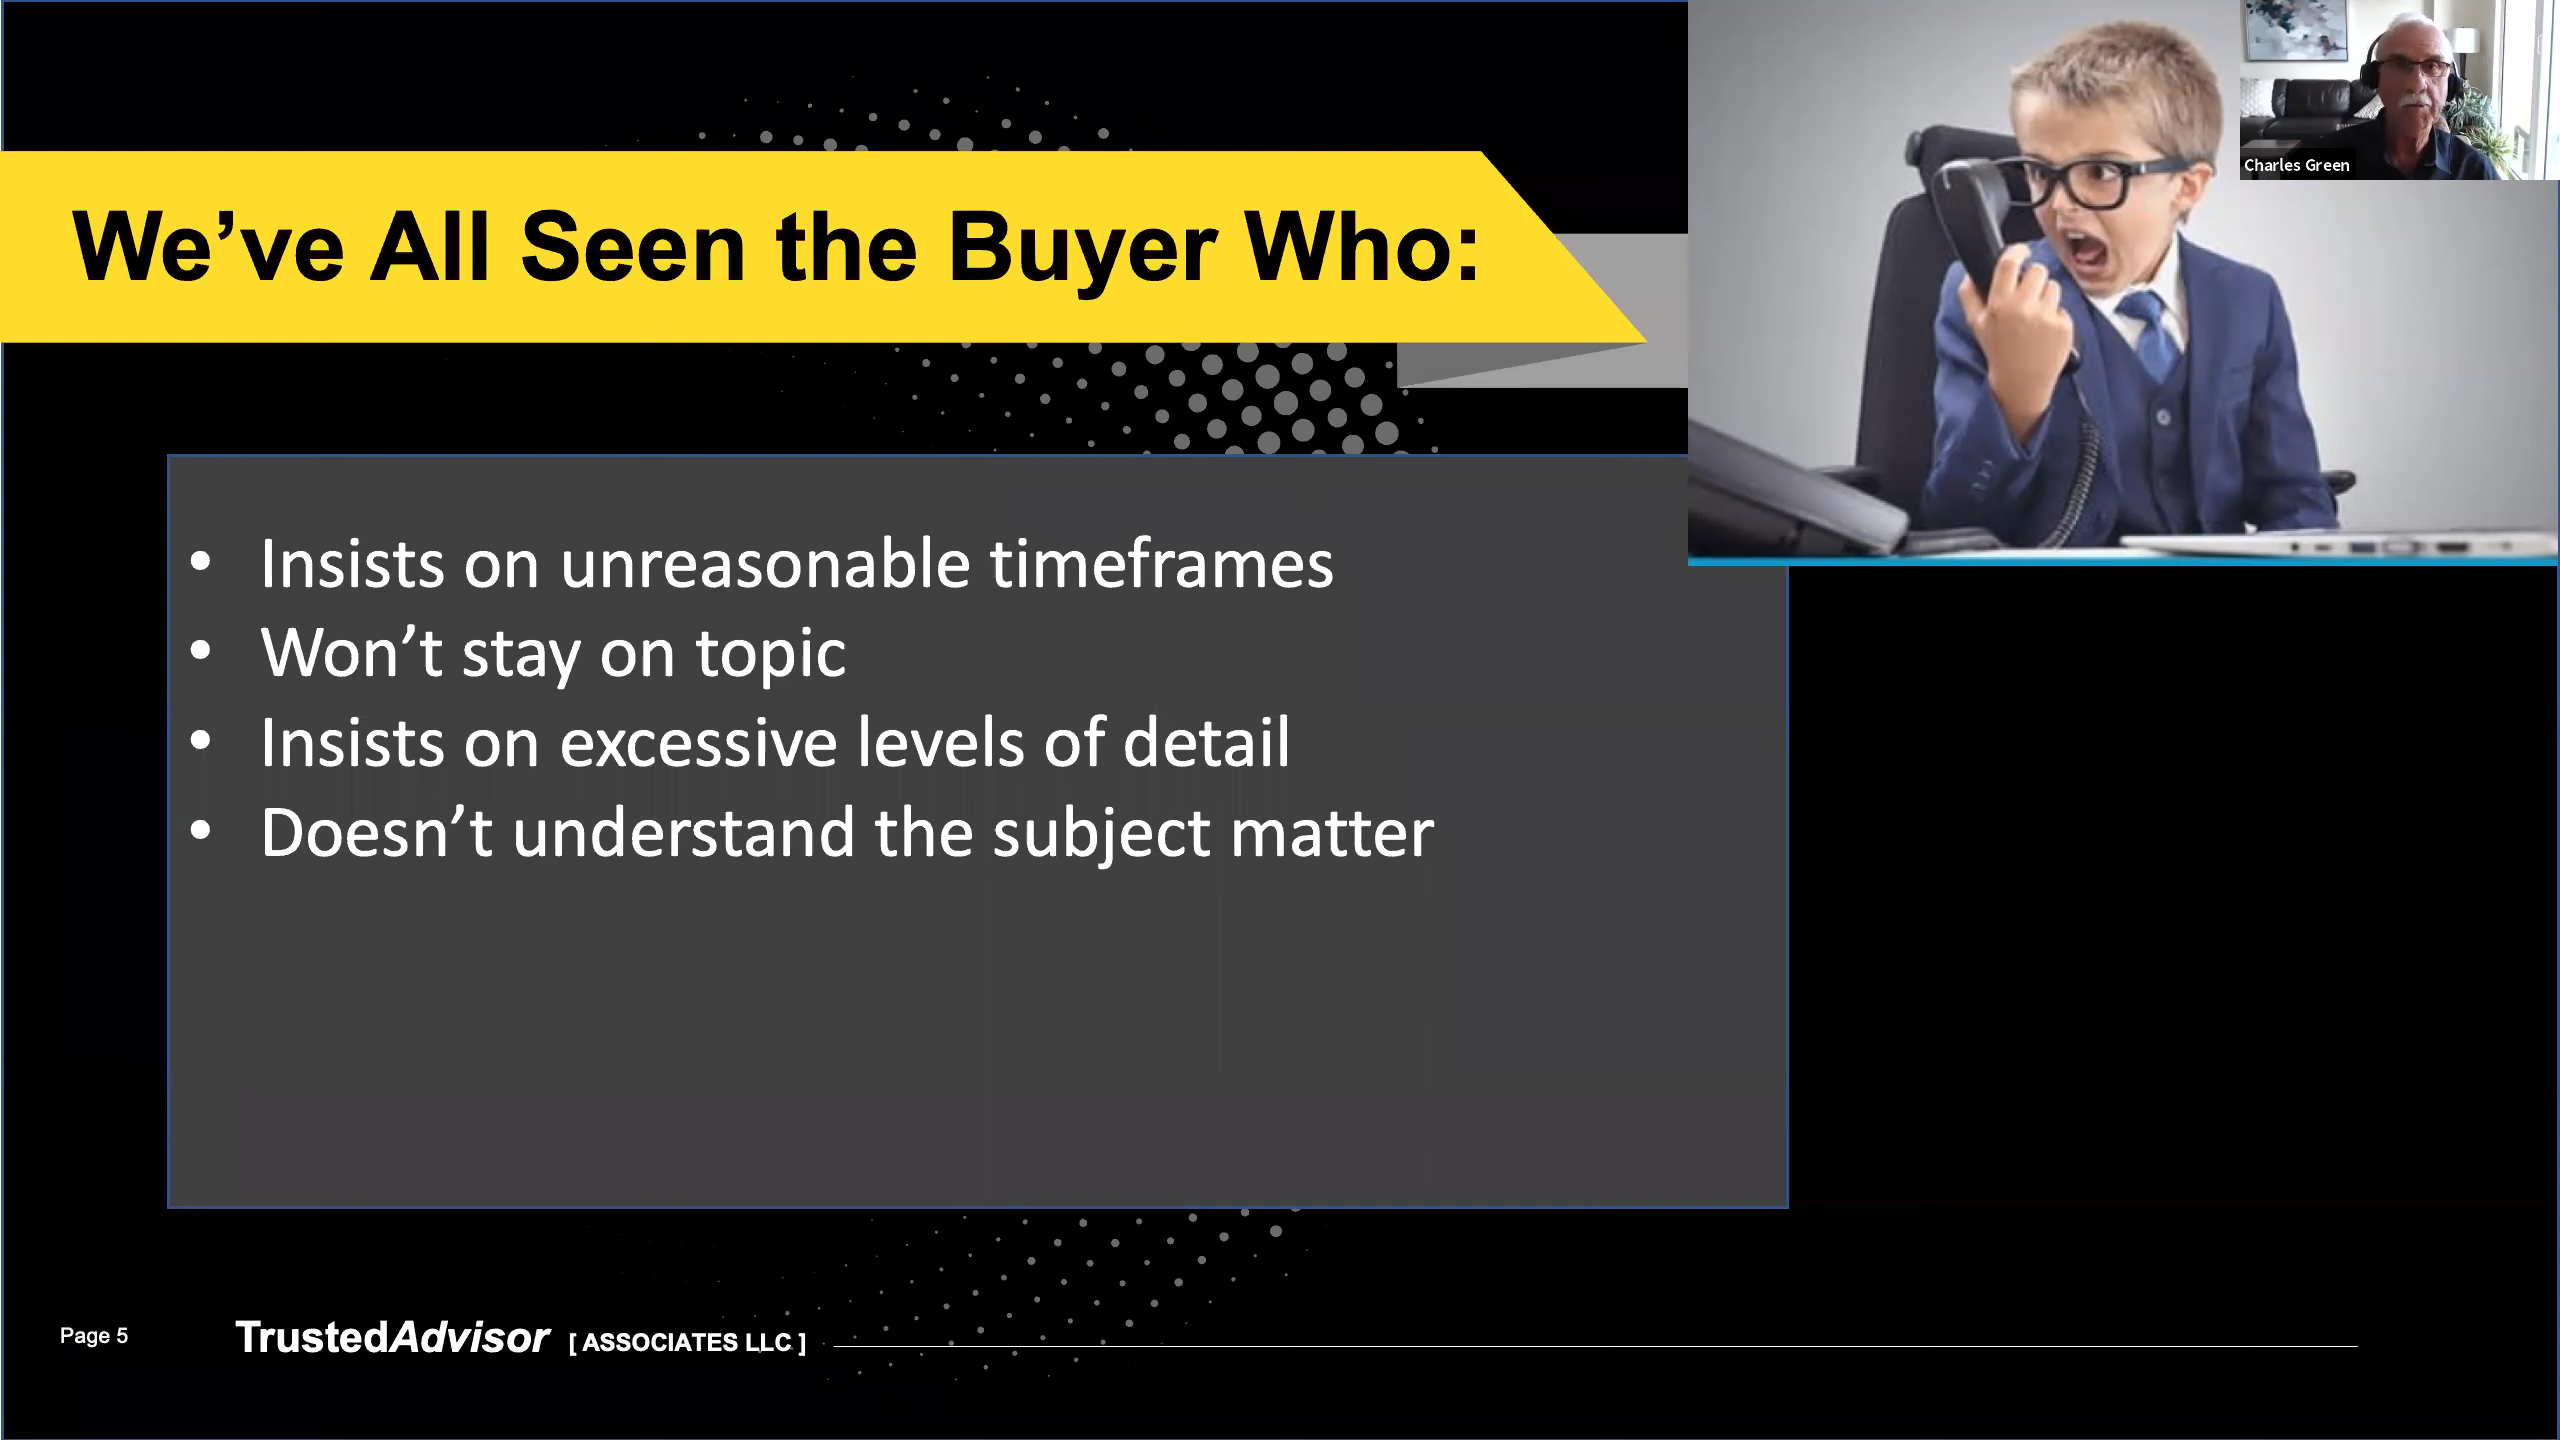 Charles Green
We’ve All Seen the Buyer Who:
• Insists on unreasonable timeframes
• Won’t stay on topic
• Insists on excessive levels of detail
• Doesn’t understand the subject matter
Page 5
TrustedAdvisor [ ASSOCIATES LLC ]